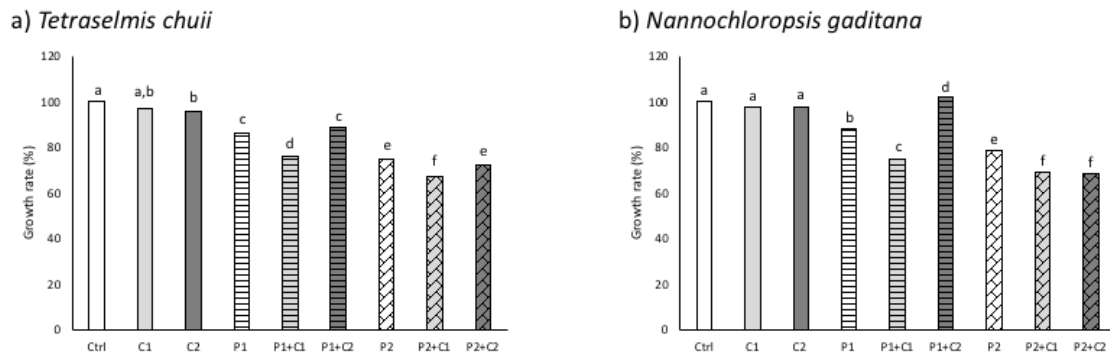 a) Tetraselmis chuii
120
100
80
60
40
20
0
Growth rate (%)
a
a,b
b
c
d
c
e
f
e
Ctrl C1 C2 P1 P1+C1 P1+C2 P2 P2+C1 P2+C2
b) Nannochloropsis gaditana
120
100
80
60
40
20
0
Growth rate (%)
a
a
a
b
c
d
e
f
f
Ctrl C1 C2 P1 P1+C1 P1+C2 P2 P2+C1 P2+C2